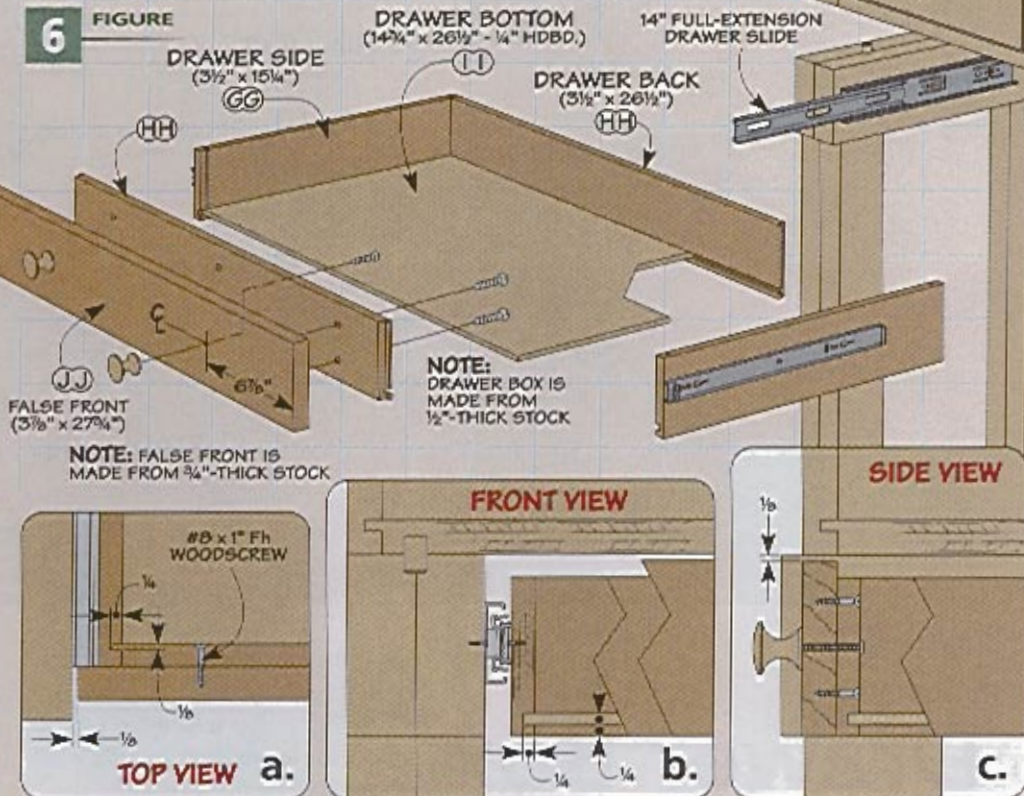 6 FIGURE
DRAWER BOTTOM
(14¾" x 26½" - ¼" HDBD.)
II
14" FULL-EXTENSION
DRAWER SLIDE
DRAWER SIDE
(3½" x 15¼")
GG
DRAWER BACK
(3½" x 26½")
HH
HH
℄
6⅞"
JJ
FALSE FRONT
(3⅞" x 27¾")
NOTE:
DRAWER BOX IS
MADE FROM
½"-THICK STOCK
NOTE: FALSE FRONT IS
MADE FROM ¾"-THICK STOCK
#8 x 1" Fh
WOODSCREW
¼
⅛
⅛
TOP VIEW a.
FRONT VIEW
¼
¼
b.
SIDE VIEW
⅛
c.